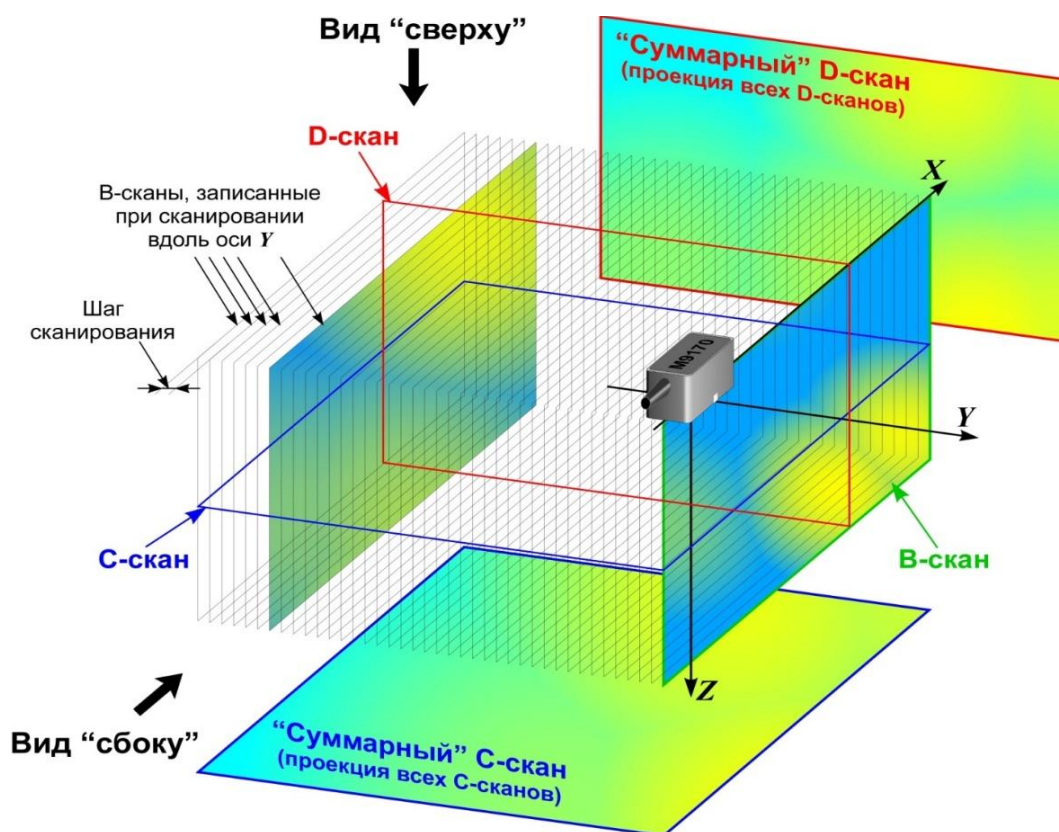 Вид “сверху”
“Суммарный” D-скан
(проекция всех D-сканов)
D-скан
X
В-сканы, записанные
при сканировании
вдоль оси Y
Шаг
сканирования
М9170
Y
С-скан
В-скан
Z
Вид “сбоку”
“Суммарный” С-скан
(проекция всех С-сканов)